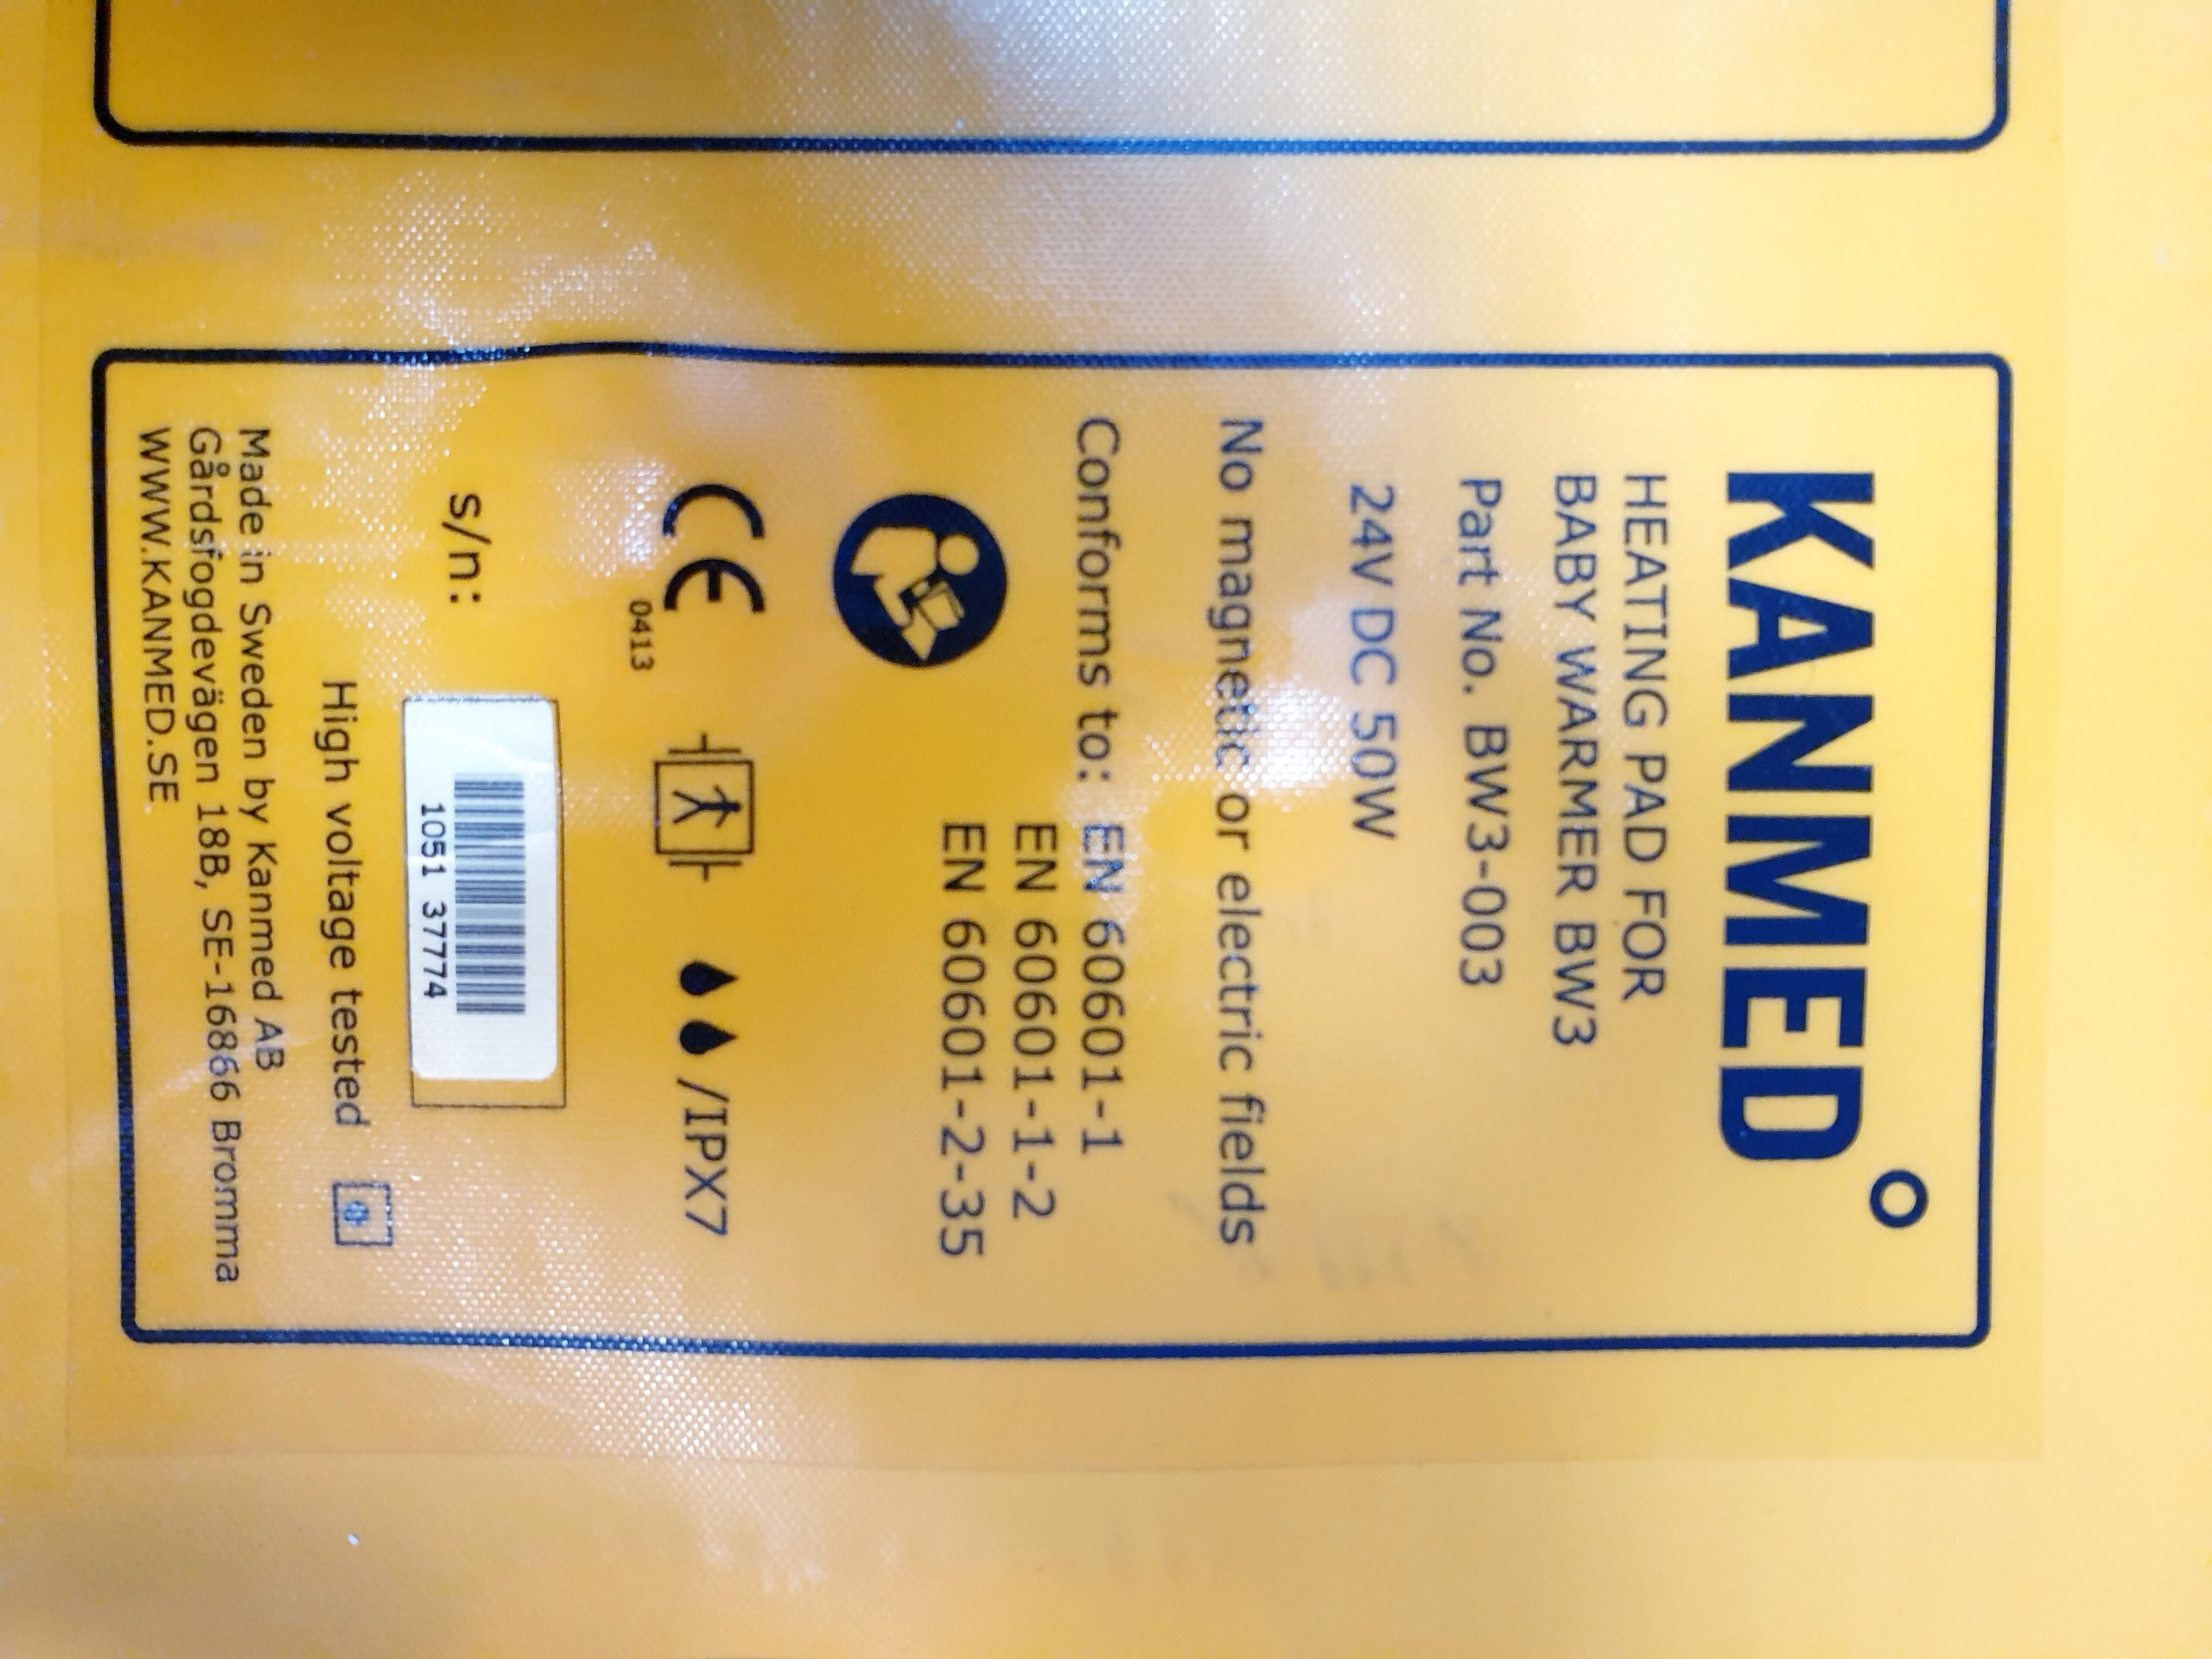 KANMED
HEATING PAD FOR
BABY WARMER BW3
Part No. BW3-003
24V DC 50W
No magnetic or electric fields
Conforms to: EN 60601-1
EN 60601-1-2
EN 60601-2-35
CE 0413
/IPX7
s/n:
1051 37774
High voltage tested
Made in Sweden by Kanmed AB
Gårdsfogdevägen 18B, SE-16866 Bromma
WWW.KANMED.SE